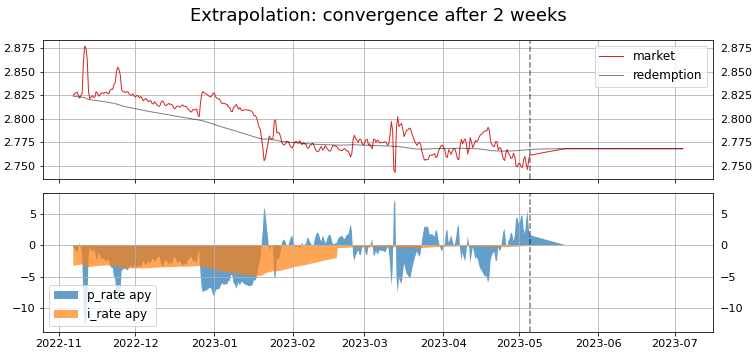 Extrapolation: convergence after 2 weeks
2.875 2.875
2.850 2.850
2.825 2.825
2.800 2.800
2.775 2.775
2.750 2.750
market
redemption
5 5
0 0
−5 −5
−10 −10
p_rate apy
i_rate apy
2022-11 2022-12 2023-01 2023-02 2023-03 2023-04 2023-05 2023-06 2023-07